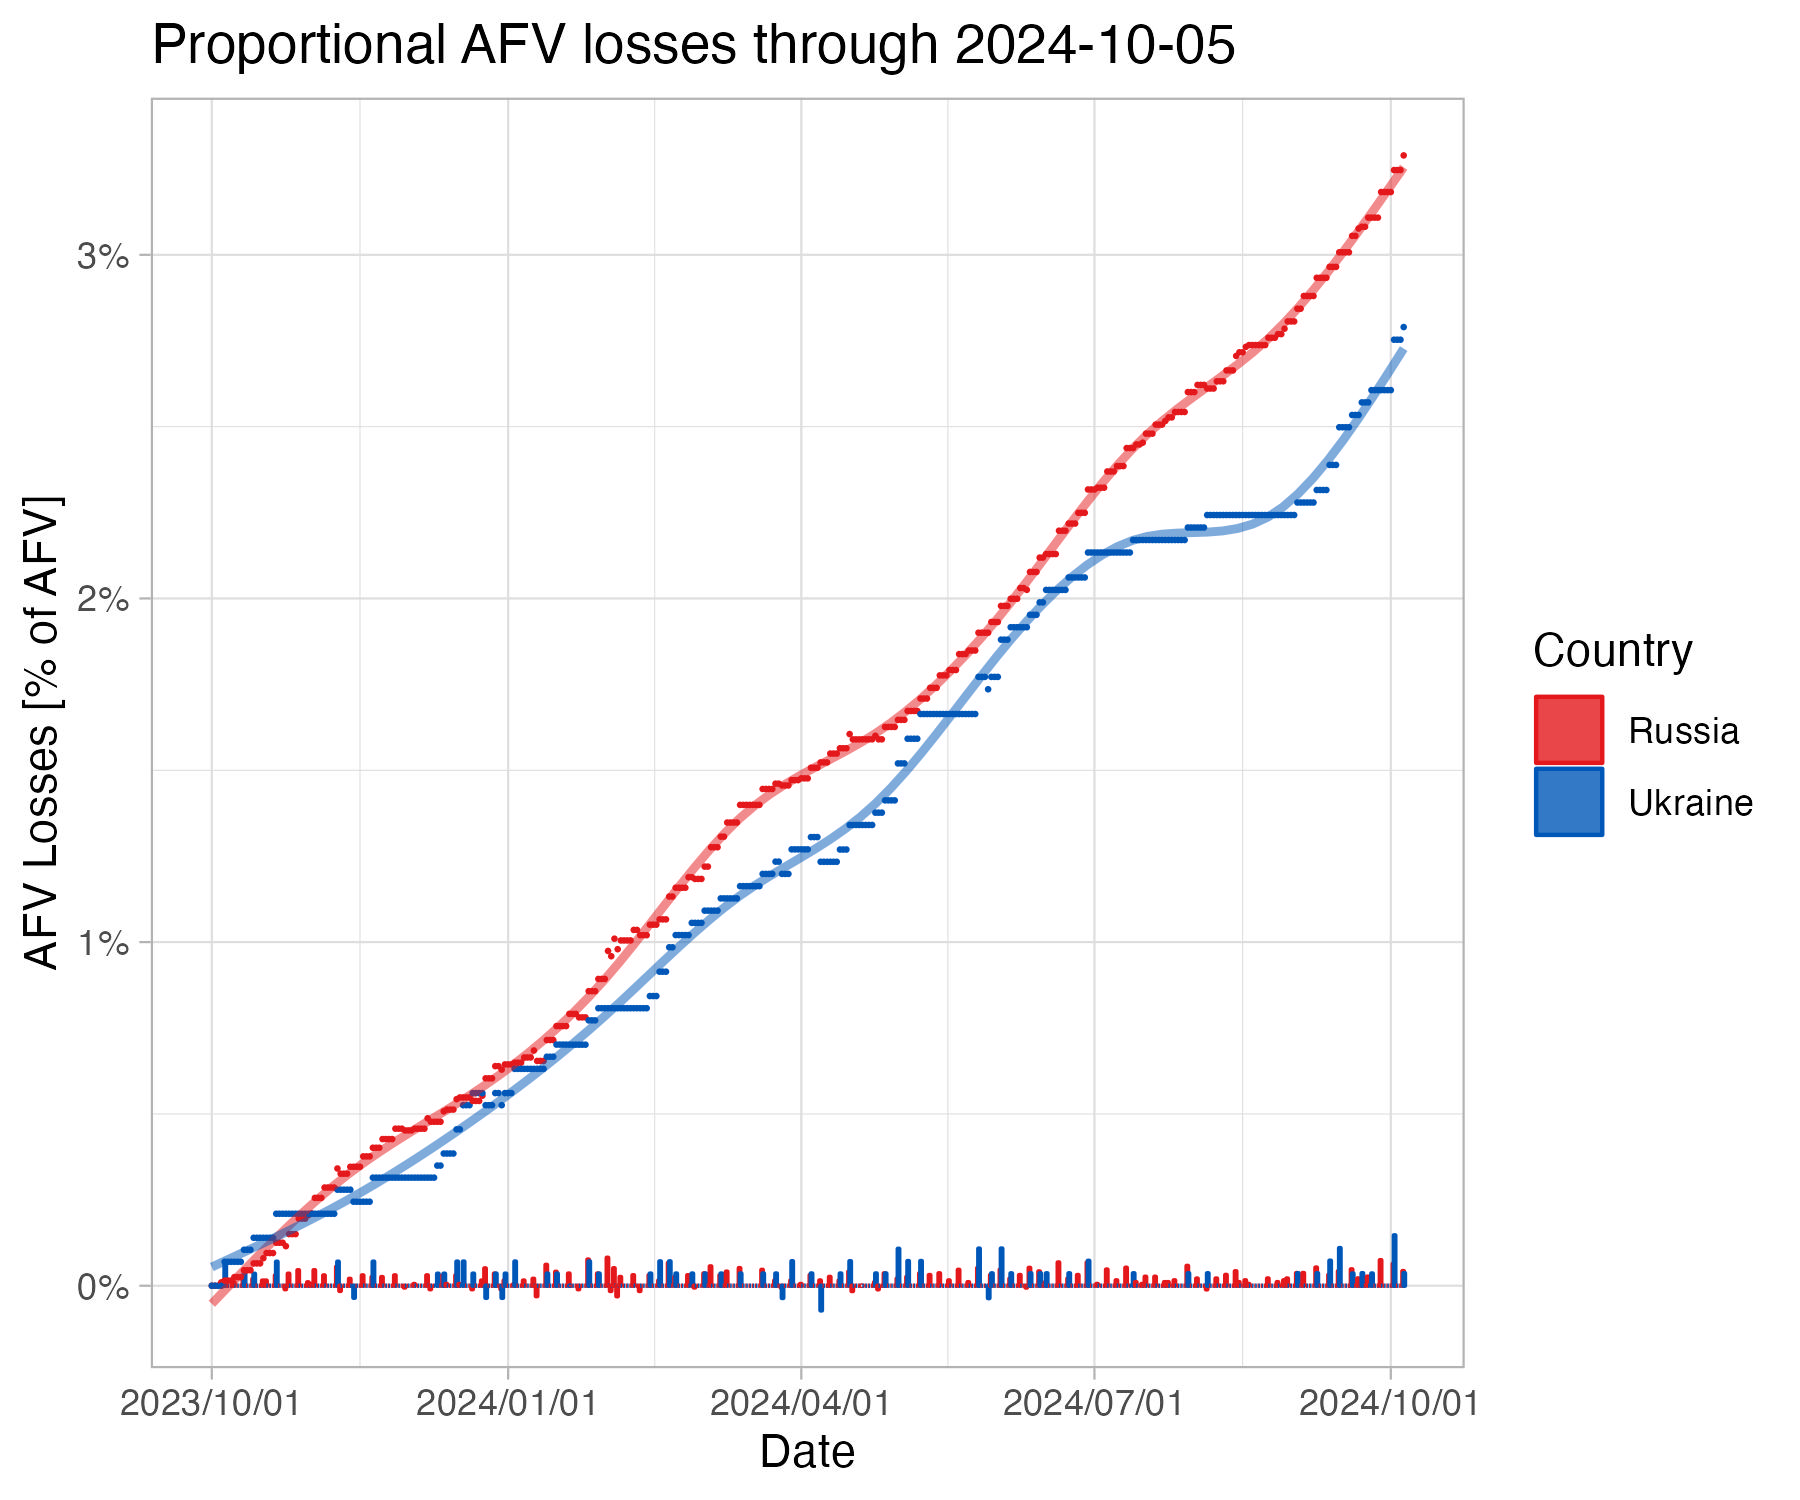 Proportional AFV losses through 2024-10-05
AFV Losses [% of AFV]
3%
2%
1%
0%
2023/10/01
2024/01/01
2024/04/01
2024/07/01
2024/10/01
Date
Country
Russia
Ukraine